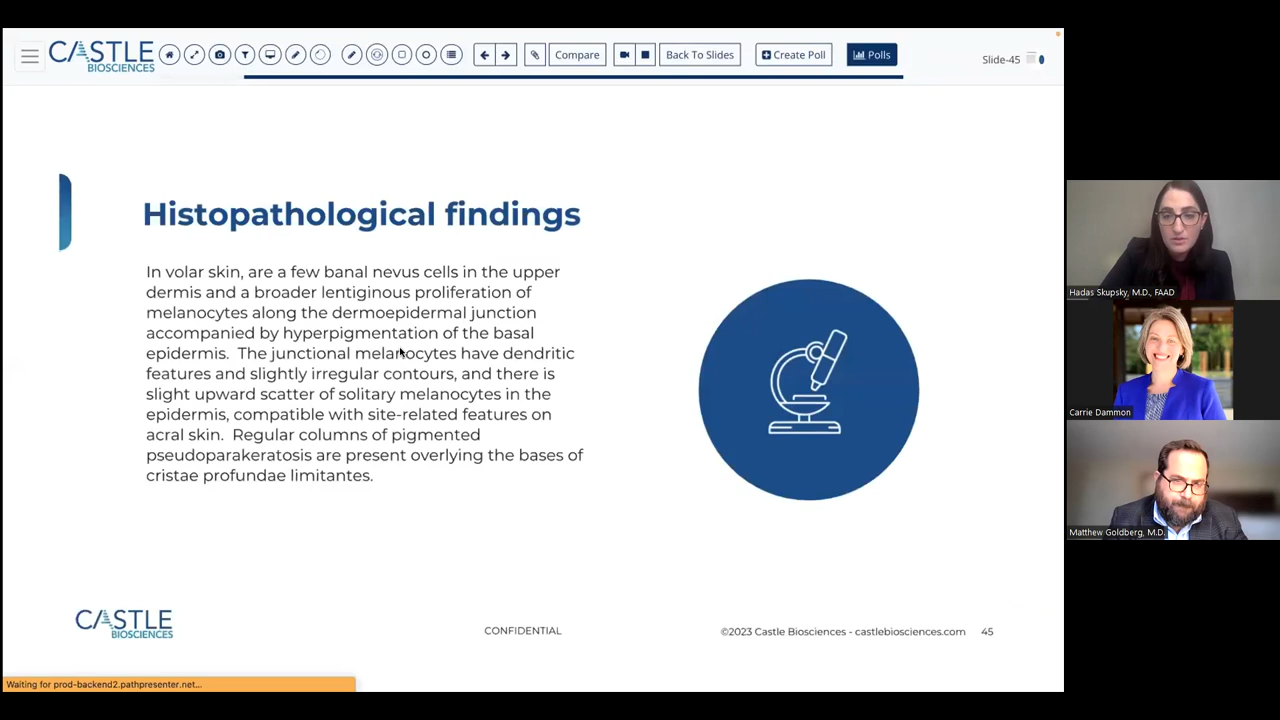 CASTLE
BIOSCIENCES
Compare
Back To Slides
Create Poll
Polls
Slide-45
Histopathological findings
In volar skin, are a few banal nevus cells in the upper
dermis and a broader lentiginous proliferation of
melanocytes along the dermoepidermal junction
accompanied by hyperpigmentation of the basal
epidermis.  The junctional melanocytes have dendritic
features and slightly irregular contours, and there is
slight upward scatter of solitary melanocytes in the
epidermis, compatible with site-related features on
acral skin.  Regular columns of pigmented
pseudoparakeratosis are present overlying the bases of
cristae profundae limitantes.
CASTLE
BIOSCIENCES
CONFIDENTIAL
©2023 Castle Biosciences - castlebiosciences.com
45
Waiting for prod-backend2.pathpresenter.net...
Hadas Skupsky, M.D., FAAD
Carrie Dammon
Matthew Goldberg, M.D.